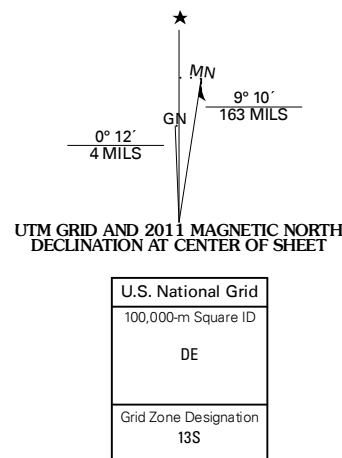 ★
MN
GN
9° 10´
163 MILS
0° 12´
4 MILS
UTM GRID AND 2011 MAGNETIC NORTH
DECLINATION AT CENTER OF SHEET
U.S. National Grid
100,000-m Square ID
DE
Grid Zone Designation
13S